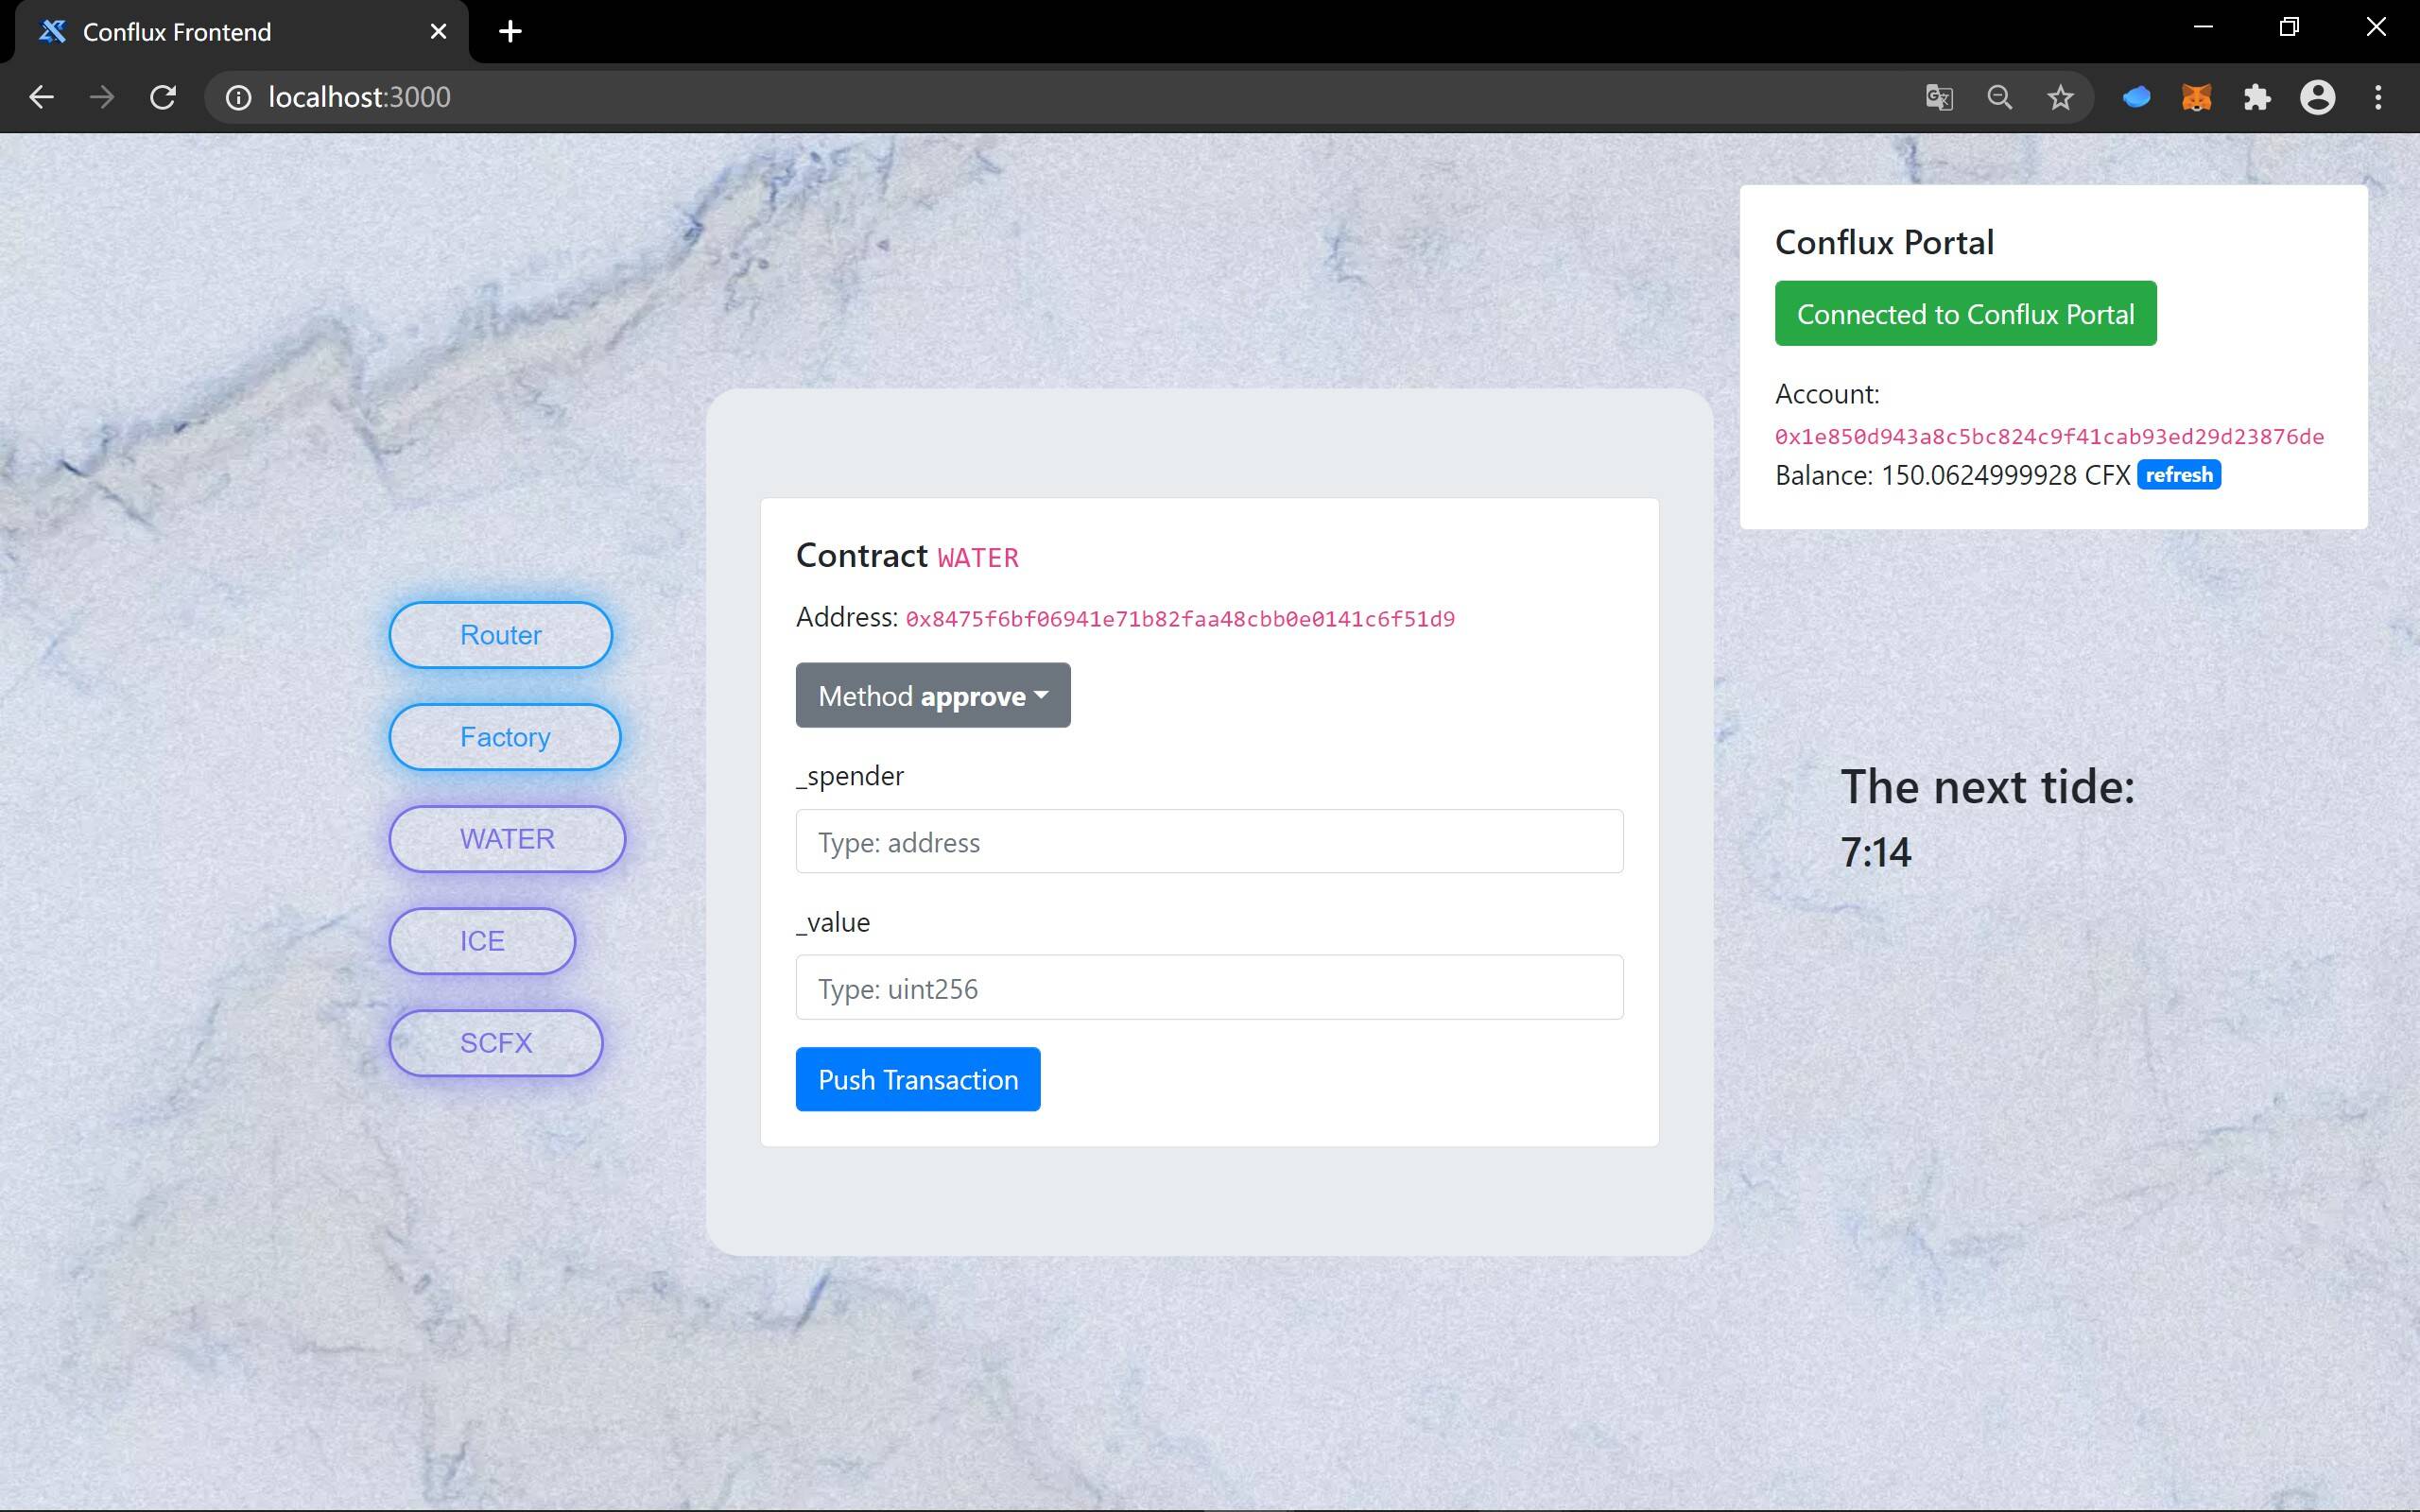 Conflux Frontend
localhost:3000
Conflux Portal
Connected to Conflux Portal
Account:
0x1e850d943a8c5bc824c9f41cab93ed29d23876de
Balance: 150.0624999928 CFX refresh
Router
Factory
WATER
ICE
SCFX
Contract WATER
Address: 0x8475f6bf06941e71b82faa48cbb0e0141c6f51d9
Method approve
_spender
Type: address
_value
Type: uint256
Push Transaction
The next tide:
7:14